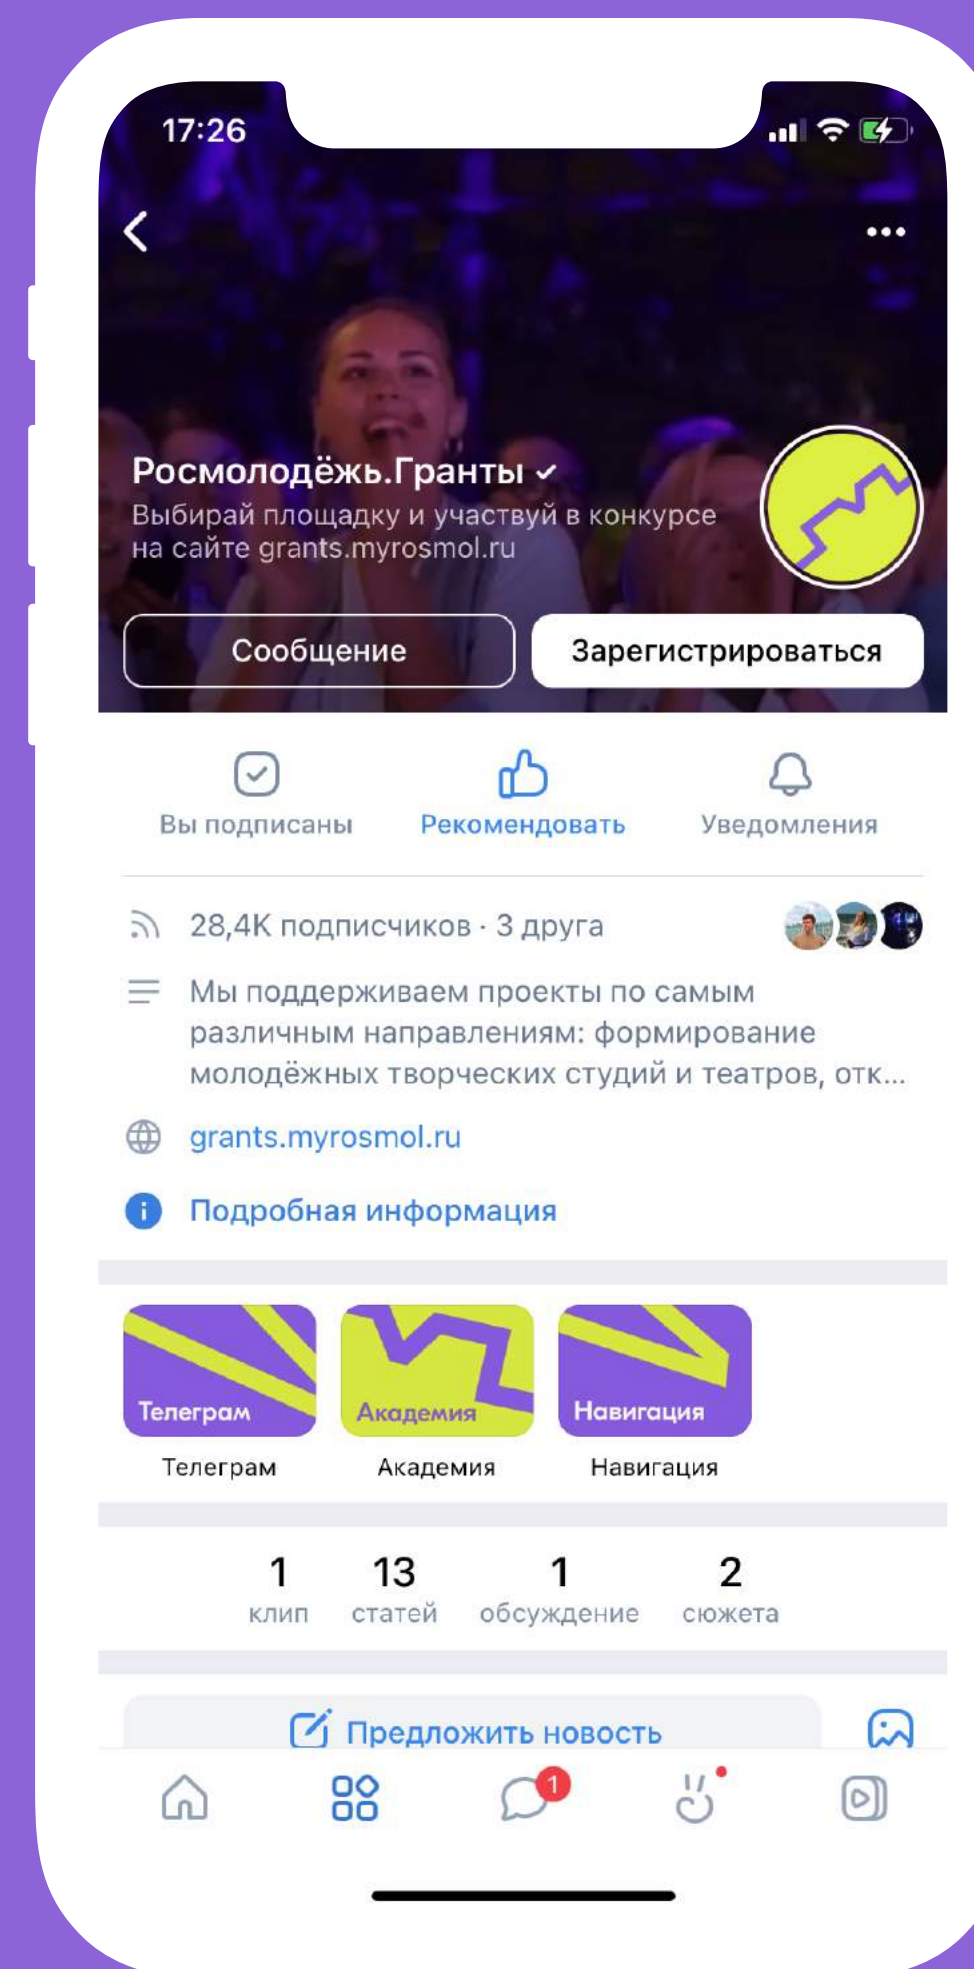 17:26
Росмолодёжь.Гранты
Выбирай площадку и участвуй в конкурсе
на сайте grants.myrosmol.ru
Сообщение
Зарегистрироваться
Вы подписаны
Рекомендовать
Уведомления
28,4K подписчиков · 3 друга
Мы поддерживаем проекты по самым
различным направлениям: формирование
молодёжных творческих студий и театров, отк...
grants.myrosmol.ru
Подробная информация
Телеграм
Академия
Навигация
Телеграм
Академия
Навигация
1
13
1
2
клип
статей
обсуждение
сюжета
Предложить новость
1